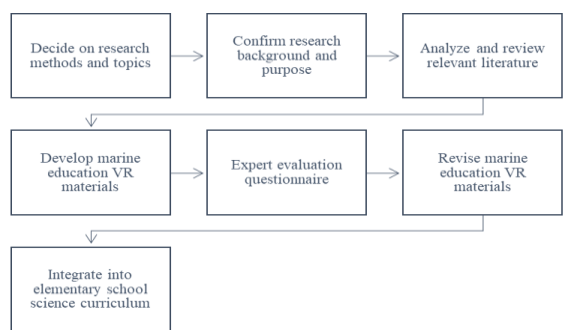 Decide on research
methods and topics
Confirm research
background and
purpose
Analyze and review
relevant literature
Develop marine
education VR
materials
Expert evaluation
questionnaire
Revise marine
education VR
materials
Integrate into
elementary school
science curriculum